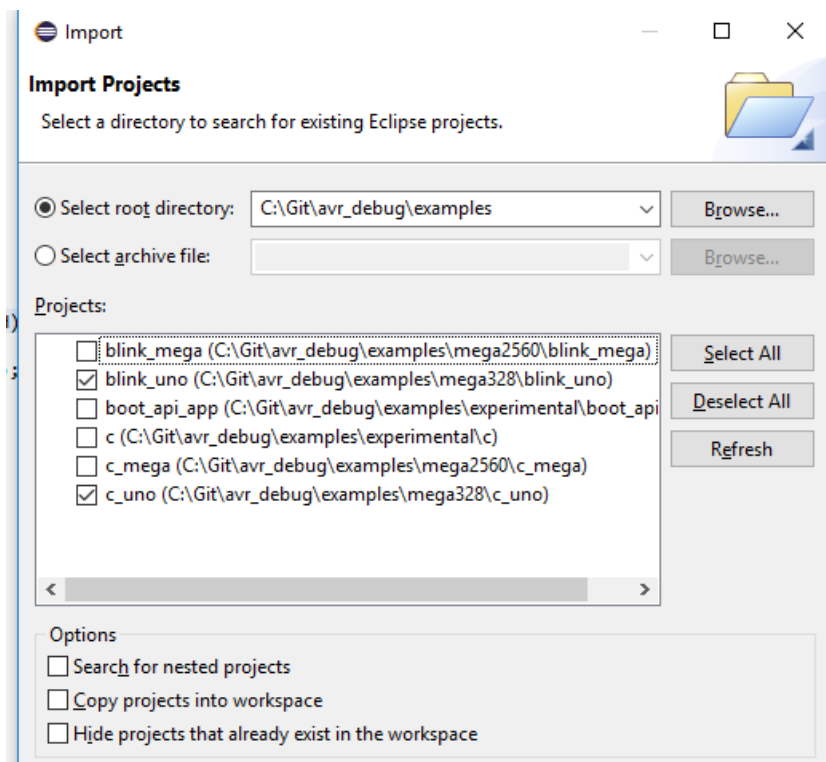 Import
Import Projects
Select a directory to search for existing Eclipse projects.
Select root directory: C:\Git\avr_debug\examples Browse...
Select archive file: Browse...
Projects:
)
blink_mega (C:\Git\avr_debug\examples\mega2560\blink_mega)
Select All
;
blink_uno (C:\Git\avr_debug\examples\mega328\blink_uno)
boot_api_app (C:\Git\avr_debug\examples\experimental\boot_api
Deselect All
c (C:\Git\avr_debug\examples\experimental\c)
Refresh
c_mega (C:\Git\avr_debug\examples\mega2560\c_mega)
c_uno (C:\Git\avr_debug\examples\mega328\c_uno)
Options
Search for nested projects
Copy projects into workspace
Hide projects that already exist in the workspace